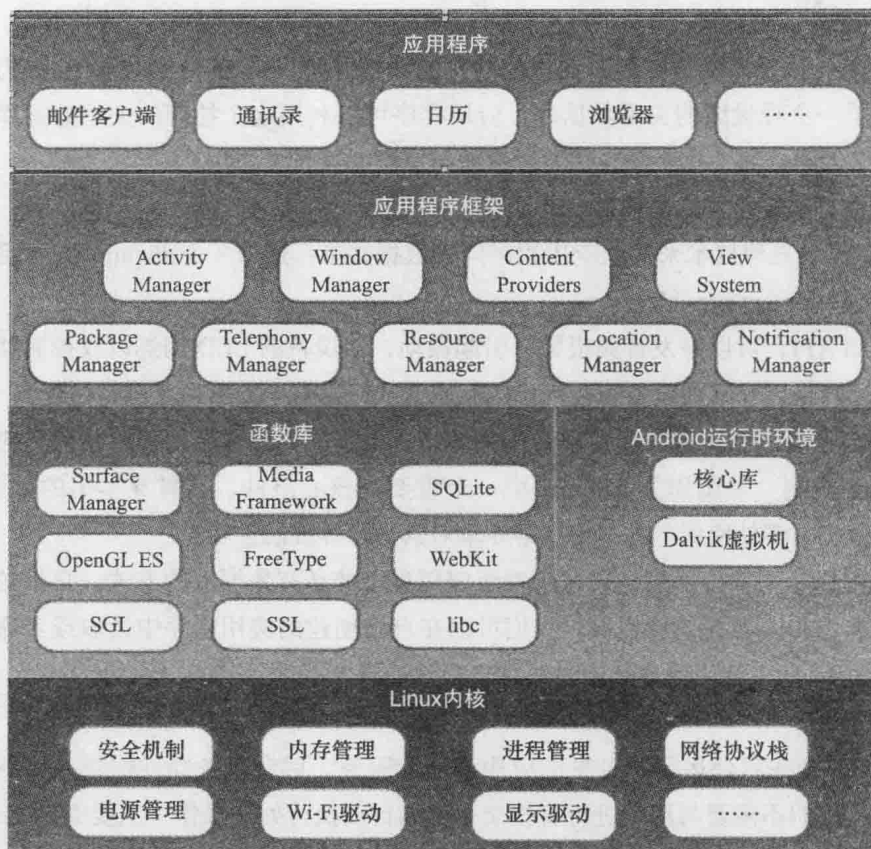 应用程序
邮件客户端
通讯录
日历
浏览器
……
应用程序框架
Activity
Manager
Window
Manager
Content
Providers
View
System
Package
Manager
Telephony
Manager
Resource
Manager
Location
Manager
Notification
Manager
函数库
Surface
Manager
Media
Framework
SQLite
OpenGL ES
FreeType
WebKit
SGL
SSL
libc
Android运行时环境
核心库
Dalvik虚拟机
Linux内核
安全机制
内存管理
进程管理
网络协议栈
电源管理
Wi-Fi驱动
显示驱动
……